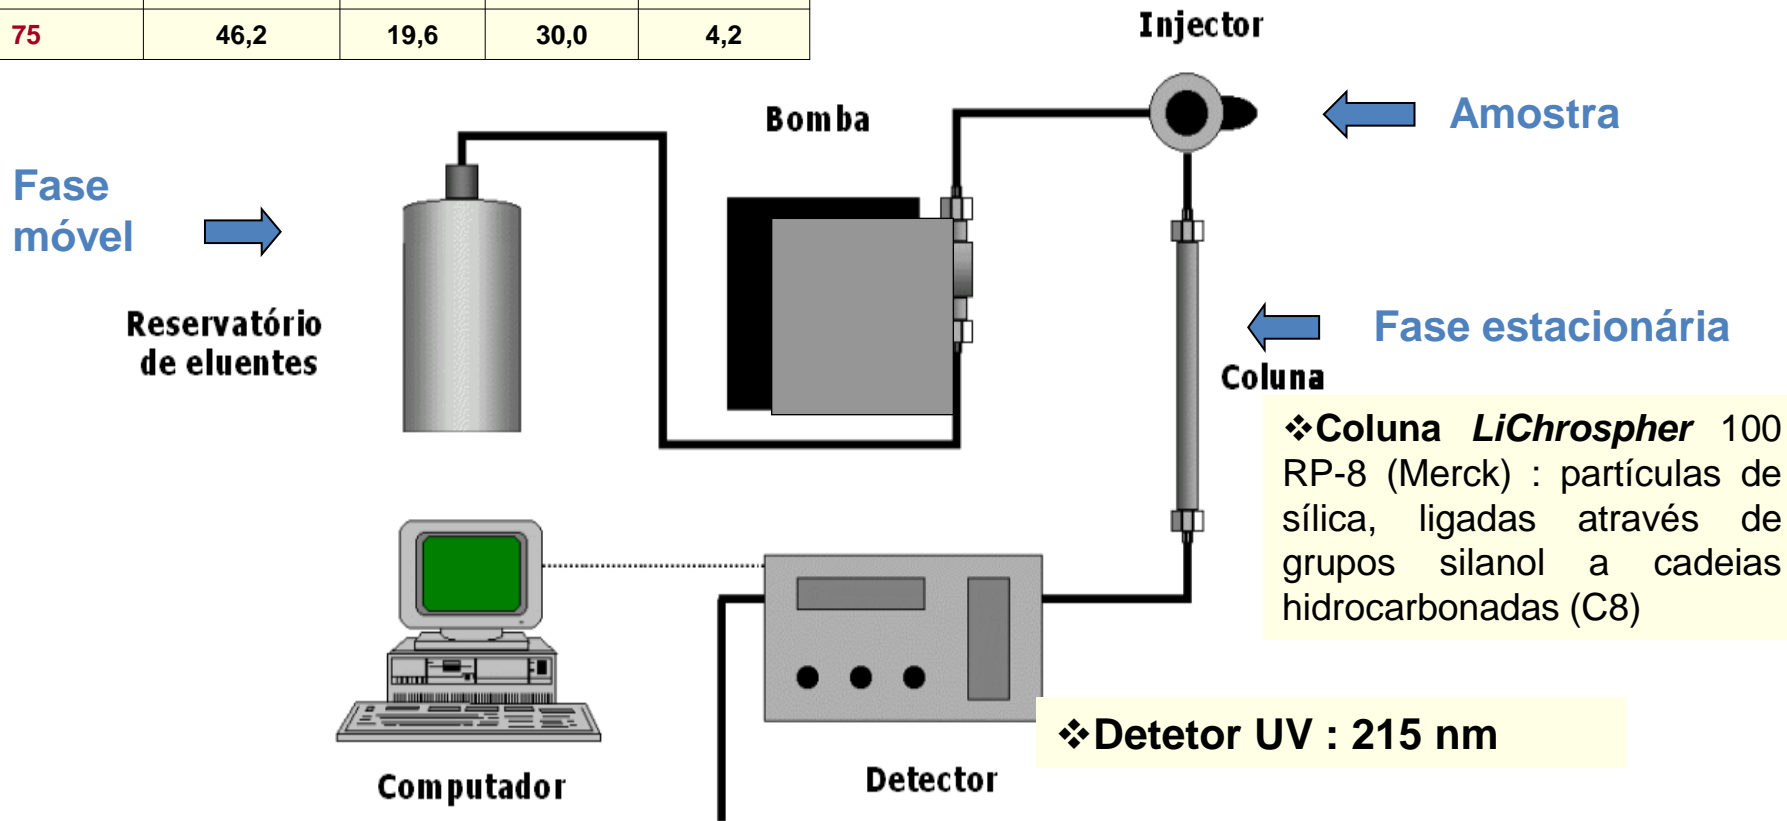 75 46,2 19,6 30,0 4,2
Injector
Bomba
Amostra
Fase
móvel
Reservatório
de eluentes
Fase estacionária
Coluna
❖Coluna LiChrospher 100
RP-8 (Merck) : partículas de
sílica, ligadas através de
grupos silanol a cadeias
hidrocarbonadas (C8)
❖Detetor UV : 215 nm
Computador
Detector